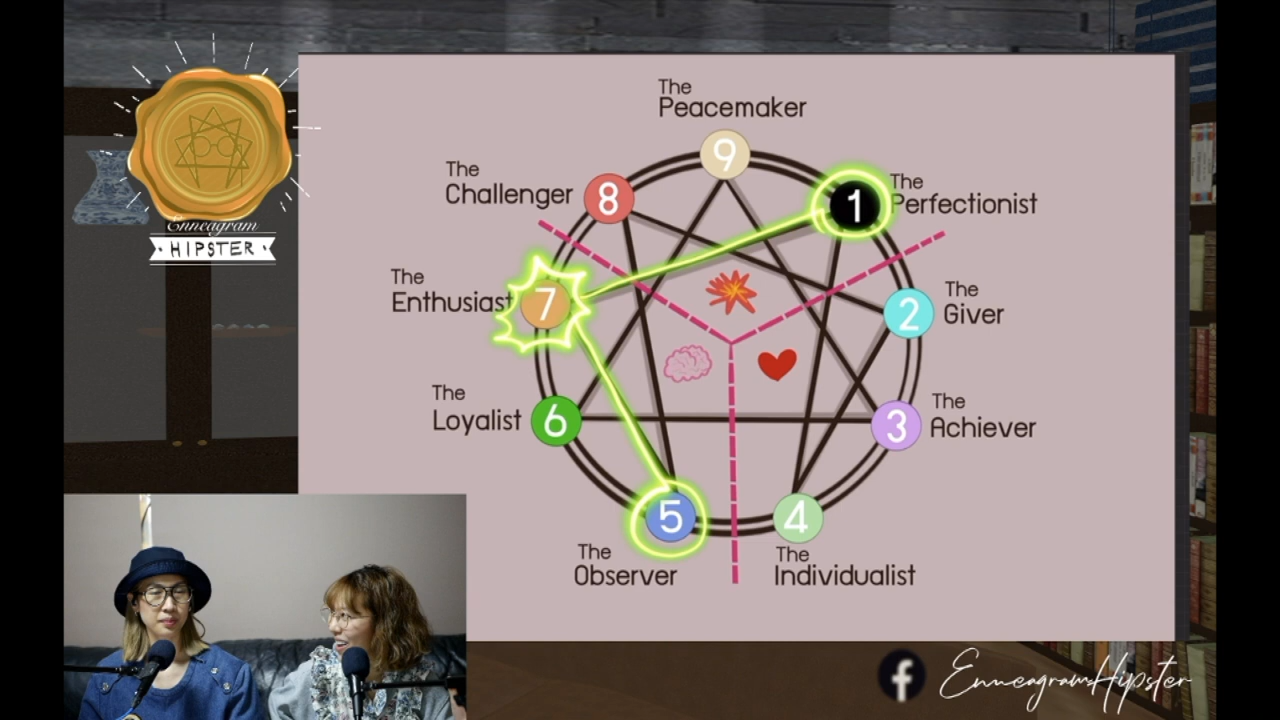 Enneagram
HIPSTER
The
Peacemaker
9
The
Challenger
8
1
The
Perfectionist
The
Enthusiast
7
2
The
Giver
The
Loyalist
6
3
The
Achiever
5
4
The
Observer
The
Individualist
f
EnneagramHipster